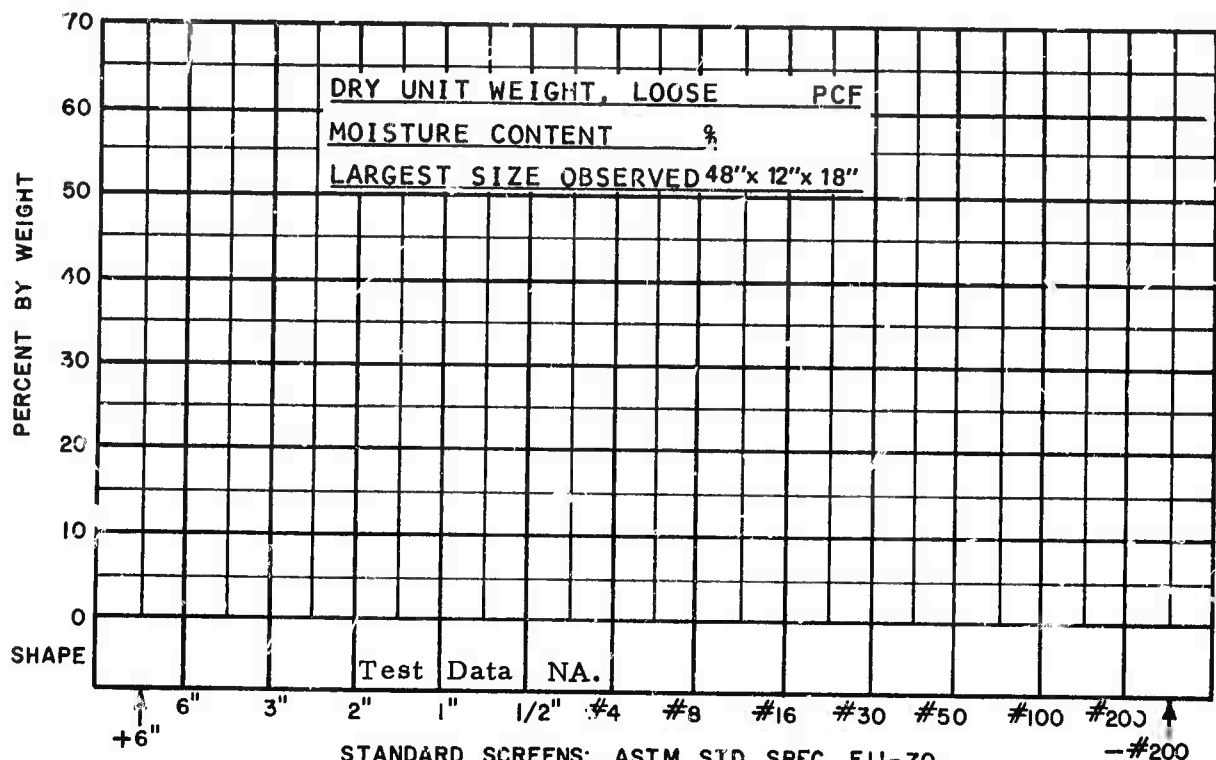 70
60
50
40
30
20
10
0
PERCENT BY WEIGHT
DRY UNIT WEIGHT, LOOSE PCF
MOISTURE CONTENT %
LARGEST SIZE OBSERVED 48"x 12"x 18"
SHAPE
Test Data NA.
+6" 6" 3" 2" 1" 1/2" #4 #8 #16 #30 #50 #100 #200 -#200
STANDARD SCREENS: ASTM STD SPEC E11-70